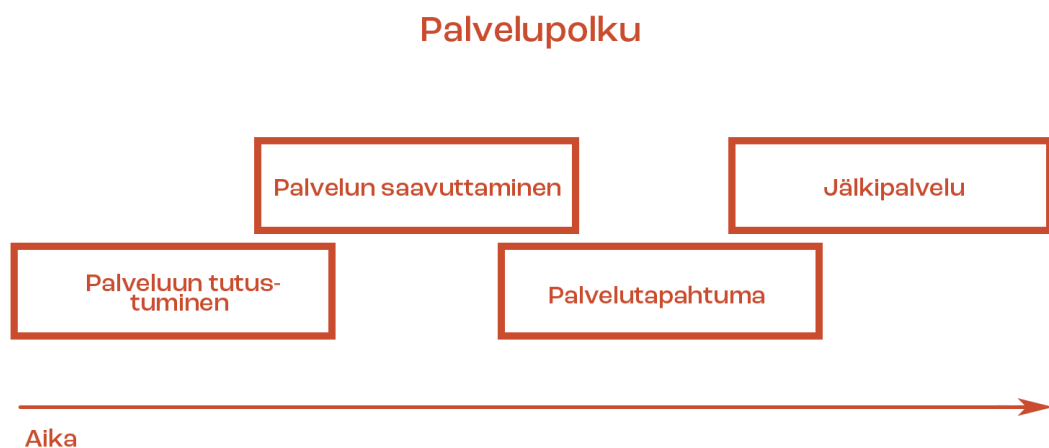 Palvelupolku
Palvelun saavuttaminen
Jälkipalvelu
Palveluun tutus-
tuminen
Palvelutapahtuma
Aika